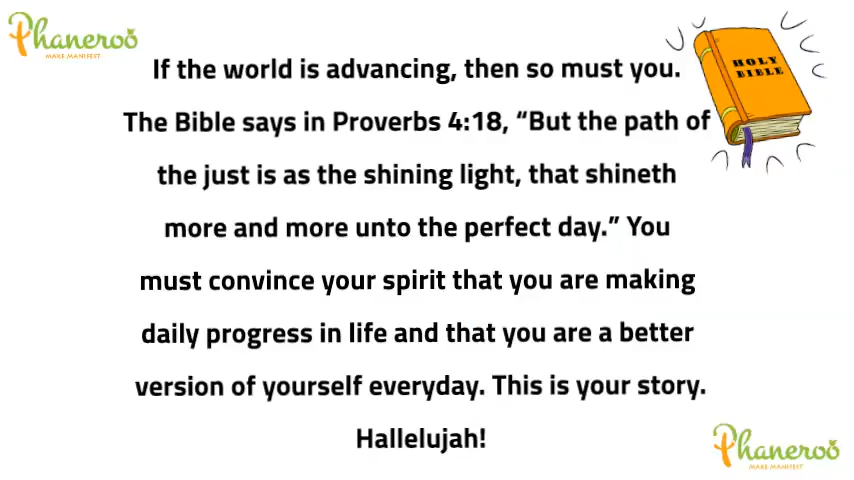 Phaneroo
MAKE MANIFEST
HOLY
BIBLE
If the world is advancing, then so must you.
The Bible says in Proverbs 4:18, “But the path of
the just is as the shining light, that shineth
more and more unto the perfect day.” You
must convince your spirit that you are making
daily progress in life and that you are a better
version of yourself everyday. This is your story.
Hallelujah!
Phaneroo
MAKE MANIFEST